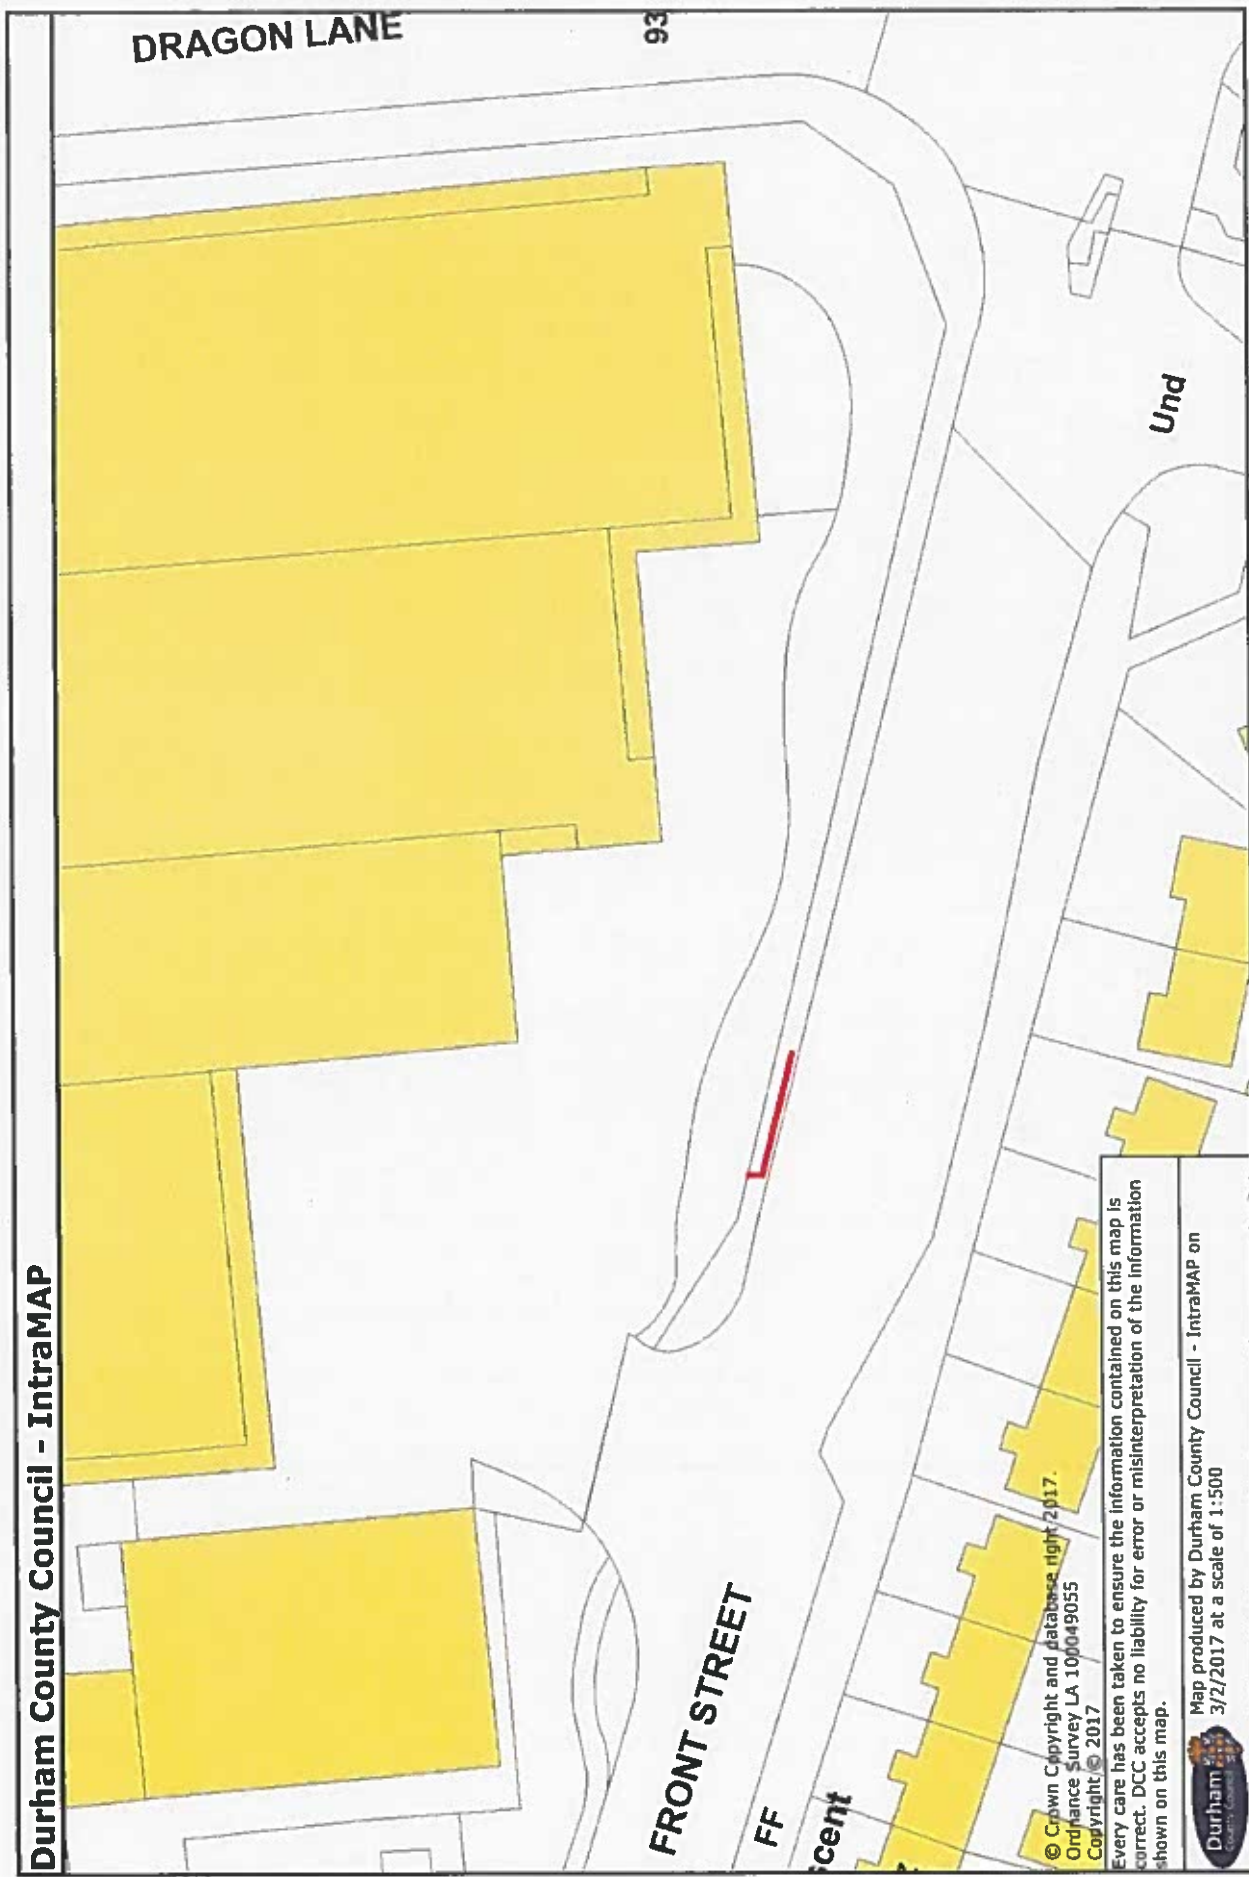 Durham County Council - IntraMAP
DRAGON LANE
93
Und
FRONT STREET
FF
scent
© Crown Copyright and database right 2017.
Ordnance Survey LA 100049055
Copyright © 2017
Every care has been taken to ensure the information contained on this map is
correct. DCC accepts no liability for error or misinterpretation of the information
shown on this map.
Durham
County Council
Map produced by Durham County Council - IntraMAP on
3/2/2017 at a scale of 1:500